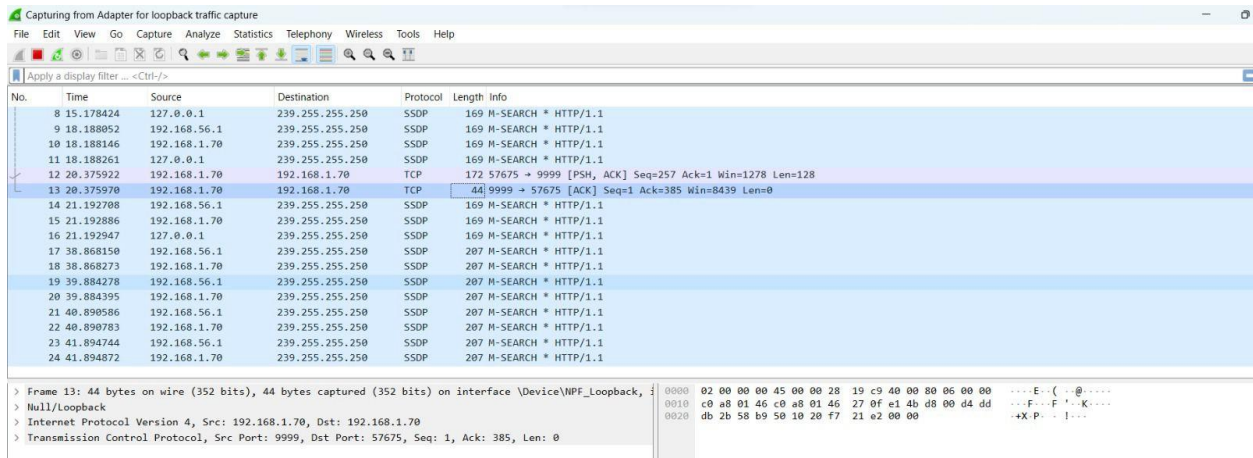 Capturing from Adapter for loopback traffic capture
File Edit View Go Capture Analyze Statistics Telephony Wireless Tools Help
Apply a display filter ... <Ctrl-/>
No. Time Source Destination Protocol Length Info
8 15.178424 127.0.0.1 239.255.255.250 SSDP 169 M-SEARCH * HTTP/1.1
9 18.188052 192.168.56.1 239.255.255.250 SSDP 169 M-SEARCH * HTTP/1.1
10 18.188146 192.168.1.70 239.255.255.250 SSDP 169 M-SEARCH * HTTP/1.1
11 18.188261 127.0.0.1 239.255.255.250 SSDP 169 M-SEARCH * HTTP/1.1
12 20.375922 192.168.1.70 192.168.1.70 TCP 172 57675 → 9999 [PSH, ACK] Seq=257 Ack=1 Win=1278 Len=128
13 20.375970 192.168.1.70 192.168.1.70 TCP 44 9999 → 57675 [ACK] Seq=1 Ack=385 Win=8439 Len=0
14 21.192708 192.168.56.1 239.255.255.250 SSDP 169 M-SEARCH * HTTP/1.1
15 21.192886 192.168.1.70 239.255.255.250 SSDP 169 M-SEARCH * HTTP/1.1
16 21.192947 127.0.0.1 239.255.255.250 SSDP 169 M-SEARCH * HTTP/1.1
17 38.868150 192.168.56.1 239.255.255.250 SSDP 207 M-SEARCH * HTTP/1.1
18 38.868273 192.168.1.70 239.255.255.250 SSDP 207 M-SEARCH * HTTP/1.1
19 39.884278 192.168.56.1 239.255.255.250 SSDP 207 M-SEARCH * HTTP/1.1
20 39.884395 192.168.1.70 239.255.255.250 SSDP 207 M-SEARCH * HTTP/1.1
21 40.890586 192.168.56.1 239.255.255.250 SSDP 207 M-SEARCH * HTTP/1.1
22 40.890783 192.168.1.70 239.255.255.250 SSDP 207 M-SEARCH * HTTP/1.1
23 41.894744 192.168.56.1 239.255.255.250 SSDP 207 M-SEARCH * HTTP/1.1
24 41.894872 192.168.1.70 239.255.255.250 SSDP 207 M-SEARCH * HTTP/1.1
> Frame 13: 44 bytes on wire (352 bits), 44 bytes captured (352 bits) on interface \Device\NPF_Loopback,
> Null/Loopback
> Internet Protocol Version 4, Src: 192.168.1.70, Dst: 192.168.1.70
> Transmission Control Protocol, Src Port: 9999, Dst Port: 57675, Seq: 1, Ack: 385, Len: 0
0000 02 00 00 00 45 00 00 28 19 c9 40 00 80 06 00 00 ····E··( ··@·····
0010 c0 a8 01 46 c0 a8 01 46 27 0f e1 4b d8 00 d4 dd ···F···F '··K····
0020 db 2b 58 b9 50 10 20 f7 21 e2 00 00 ·+X·P· · !···